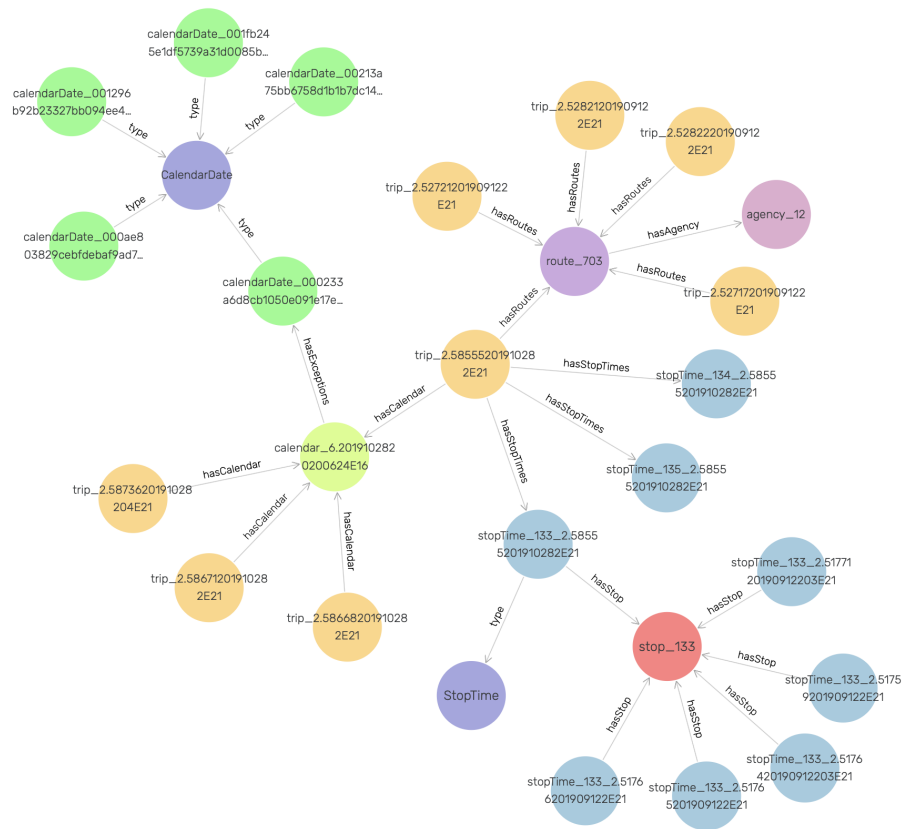 calendarDate_001fb24
5e1df5739a31d0085b…
calendarDate_00213a
75bb6758d1b1b7dc14…
calendarDate_001296
b92b23327bb094ee4…
type
type
type
CalendarDate
type
type
calendarDate_000ae8
03829cebfdebaf9ad7…
calendarDate_000233
a6d8cb1050e091e17e…
trip_2.5282120190912
2E21
trip_2.5282220190912
2E21
trip_2.52721201909122
E21
hasRoutes
hasRoutes
hasRoutes
agency_12
hasAgency
route_703
hasRoutes
trip_2.52717201909122
E21
hasRoutes
hasExceptions
trip_2.5855520191028
2E21
hasStopTimes
stopTime_134_2.5855
5201910282E21
hasCalendar
hasStopTimes
hasStopTimes
calendar_6.201910282
0200624E16
stopTime_135_2.5855
5201910282E21
hasCalendar
trip_2.5873620191028
204E21
hasCalendar
hasCalendar
stopTime_133_2.5855
5201910282E21
trip_2.5867120191028
2E21
trip_2.5866820191028
2E21
type
hasStop
stopTime_133_2.51771
20190912203E21
hasStop
stop_133
hasStop
stopTime_133_2.5175
9201909122E21
StopTime
hasStop
hasStop
hasStop
stopTime_133_2.5176
6201909122E21
stopTime_133_2.5176
5201909122E21
stopTime_133_2.5176
420190912203E21